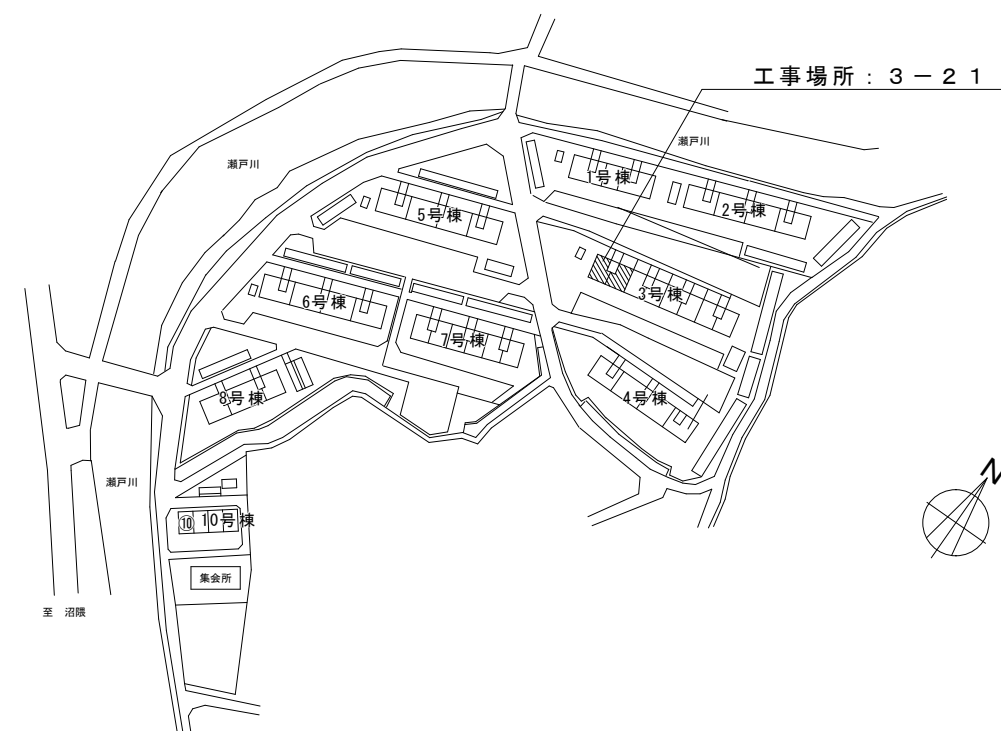 工事場所：３－２１
瀬戸川
瀬戸川
1号棟
2号棟
5号棟
3号棟
6号棟
7号棟
8号棟
4号棟
瀬戸川
⑩ 10号棟
集会所
至 沼隈
N